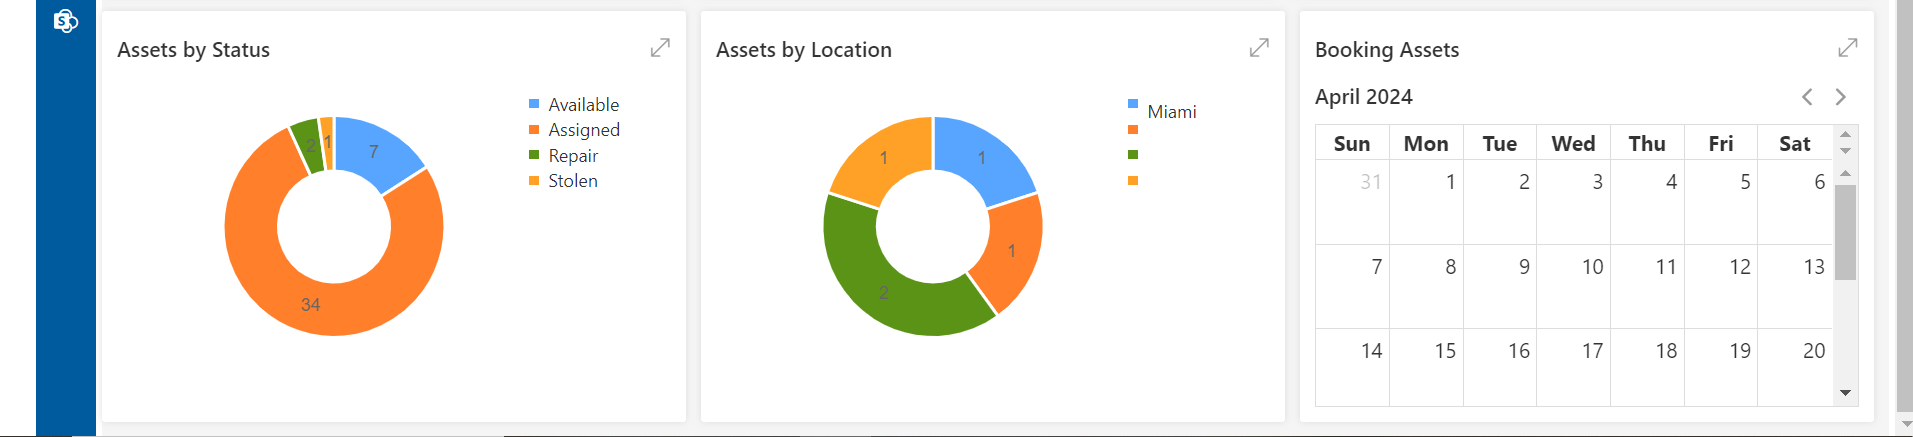 S
Assets by Status
Available
Assigned
Repair
Stolen
7
34
2
1
Assets by Location
Miami
1
1
2
1
Booking Assets
April 2024
Sun Mon Tue Wed Thu Fri Sat
31 1 2 3 4 5 6
7 8 9 10 11 12 13
14 15 16 17 18 19 20